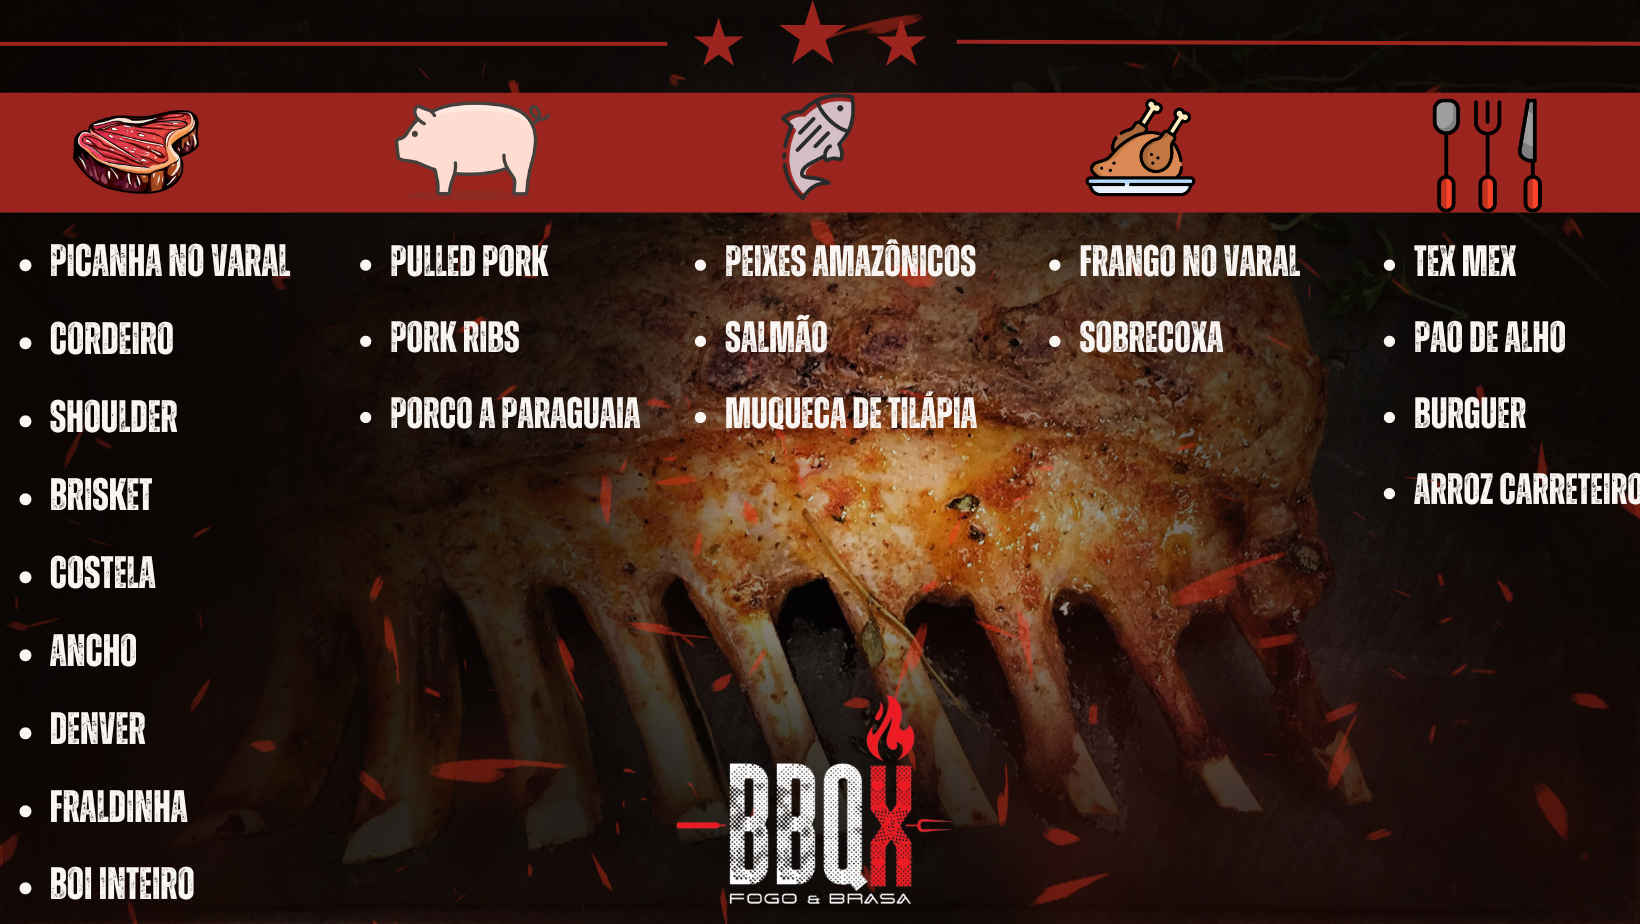 PICANHA NO VARAL
CORDEIRO
SHOULDER
BRISKET
COSTELA
ANCHO
DENVER
FRALDINHA
BOI INTEIRO
PULLED PORK
PORK RIBS
PORCO A PARAGUAIA
PEIXES AMAZÔNICOS
SALMÃO
MUQUECA DE TILÁPIA
FRANGO NO VARAL
SOBRECOXA
TEX MEX
PAO DE ALHO
BURGUER
ARROZ CARRETEIRO
BBQX
FOGO & BRASA